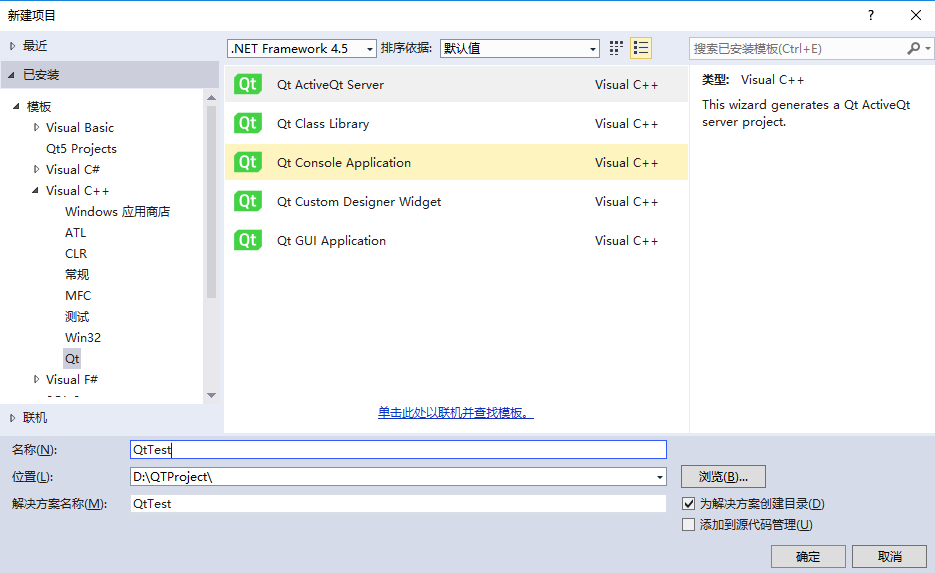 新建项目
?
最近
已安装
模板
Visual Basic
Qt5 Projects
Visual C#
Visual C++
Windows 应用商店
ATL
CLR
常规
MFC
测试
Win32
Qt
Visual F#
联机
.NET Framework 4.5 排序依据: 默认值
Qt Qt ActiveQt Server Visual C++
Qt Qt Class Library Visual C++
Qt Qt Console Application Visual C++
Qt Qt Custom Designer Widget Visual C++
Qt Qt GUI Application Visual C++
单击此处以联机并查找模板。
搜索已安装模板(Ctrl+E)
类型: Visual C++
This wizard generates a Qt ActiveQt
server project.
名称(N): QtTest
位置(L): D:\QTProject\ 浏览(B)...
解决方案名称(M): QtTest 为解决方案创建目录(D)
添加到源代码管理(U)
确定 取消